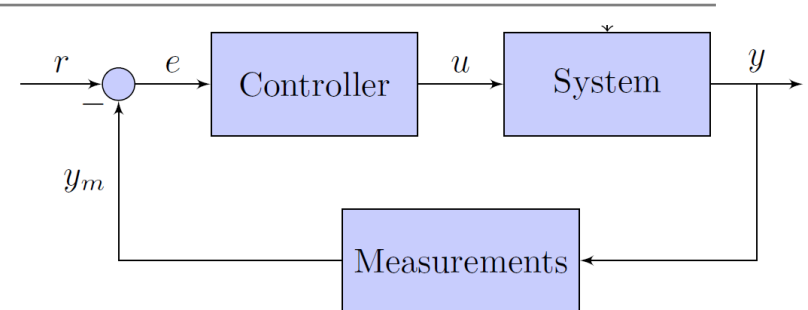 r
e
Controller
u
System
y
−
y_m
Measurements